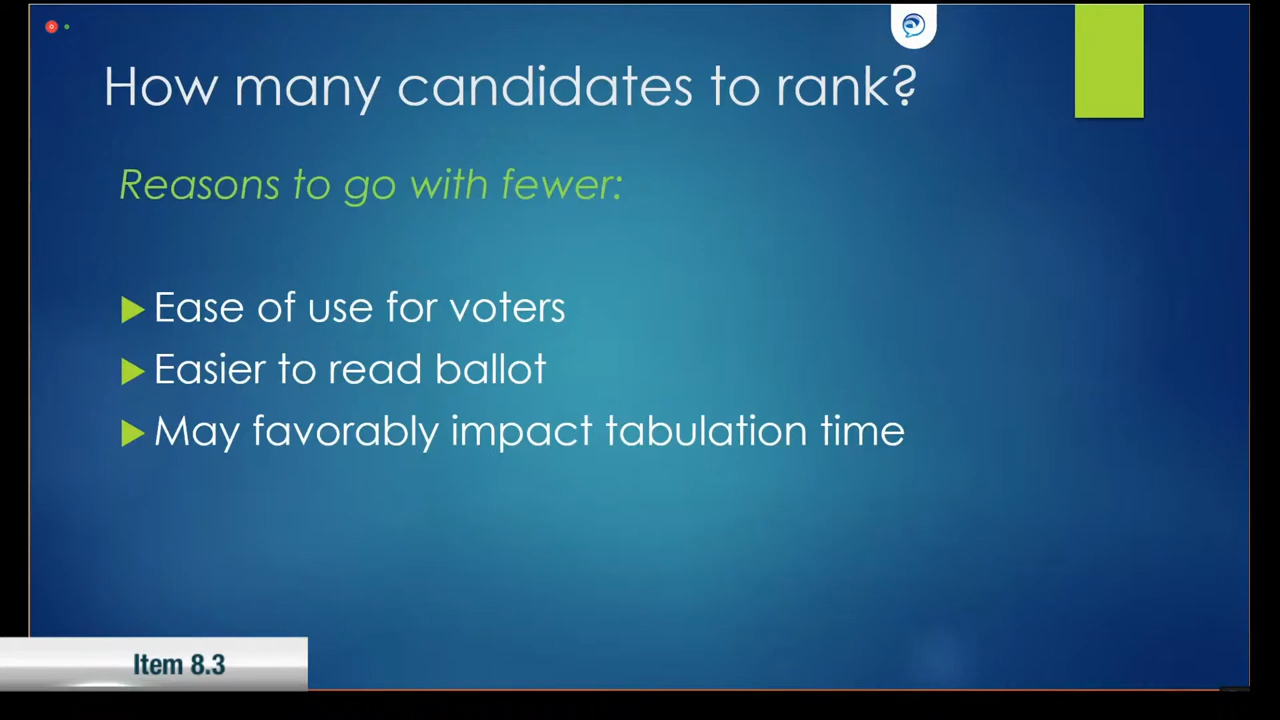 How many candidates to rank?
Reasons to go with fewer:
Ease of use for voters
Easier to read ballot
May favorably impact tabulation time
Item 8.3